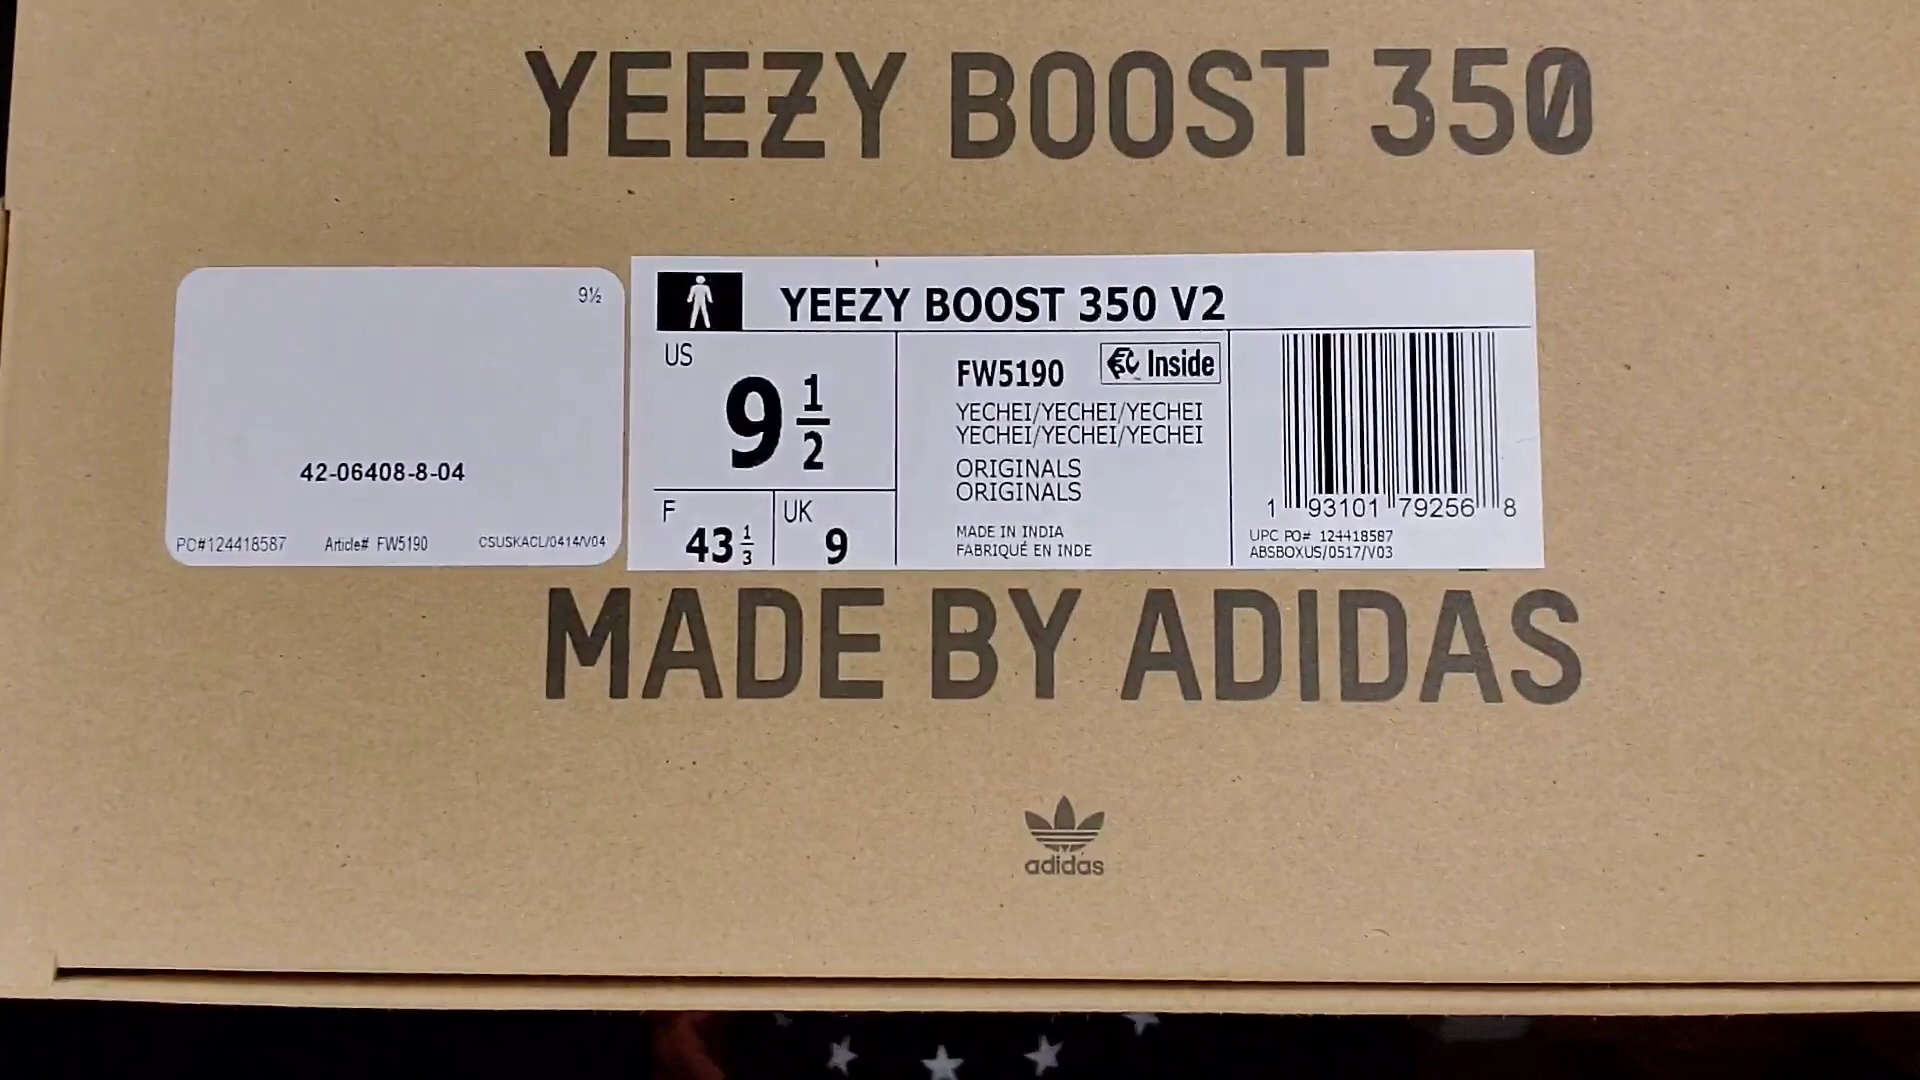 YEEZY BOOST 350
9½
42-06408-8-04
PO#124418587 Article# FW5190 CSUSKACL/0414/V04
YEEZY BOOST 350 V2
US
9 1/2
F
43 1/3
UK
9
FW5190
Inside
YECHEI/YECHEI/YECHEI
YECHEI/YECHEI/YECHEI
ORIGINALS
ORIGINALS
MADE IN INDIA
FABRIQUÉ EN INDE
1 93101 79256 8
UPC PO# 124418587
ABSBOXUS/0517/V03
MADE BY ADIDAS
adidas